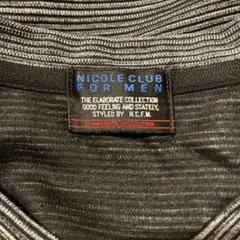 NICOLE CLUB
FOR MEN
THE ELABORATE COLLECTION
GOOD FEELING AND STATELY.
STYLED BY N.C.F.M.